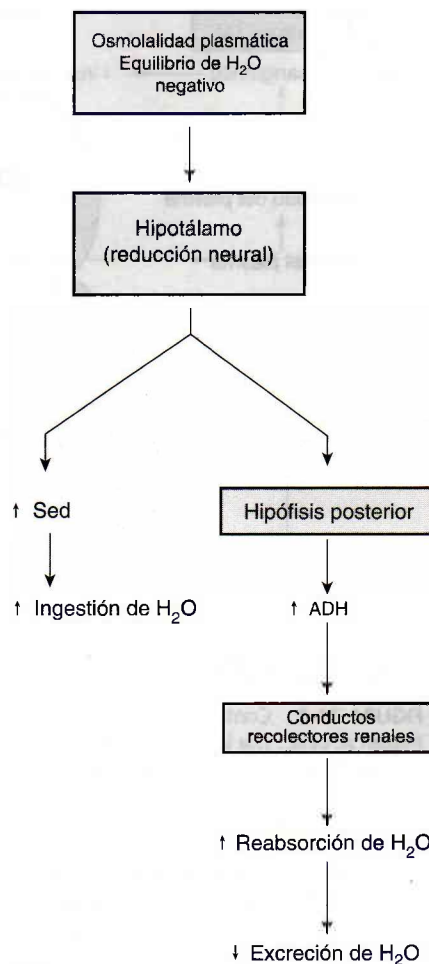 Osmolalidad plasmática
Equilibrio de H₂O
negativo
Hipotálamo
(reducción neural)
↑ Sed
↑ Ingestión de H₂O
Hipófisis posterior
↑ ADH
Conductos
recolectores renales
↑ Reabsorción de H₂O
↓ Excreción de H₂O